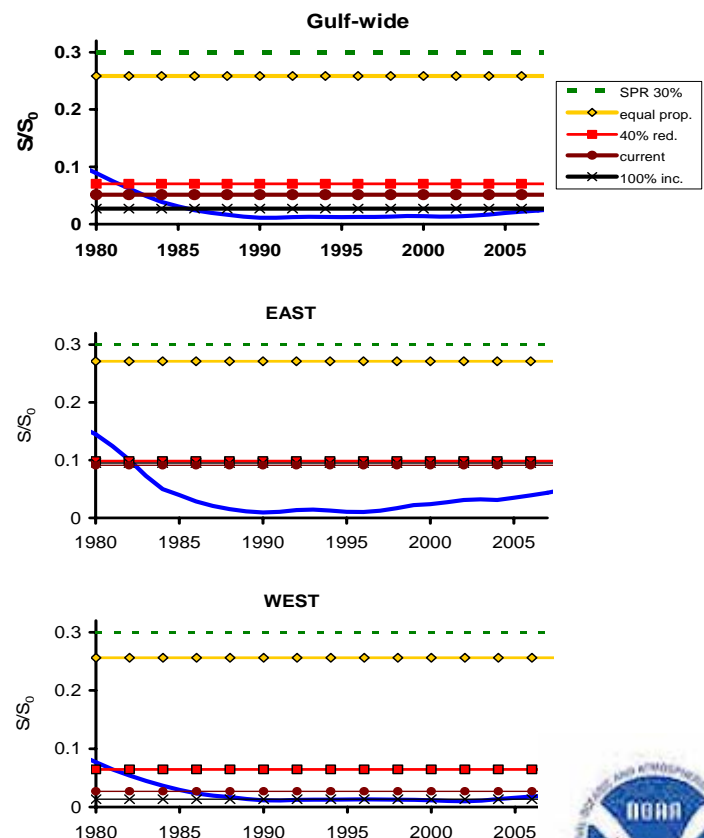 Gulf-wide
0.3
0.2
0.1
0
S/S₀
1980 1985 1990 1995 2000 2005
SPR 30%
equal prop.
40% red.
current
100% inc.
EAST
0.3
0.2
0.1
0
S/S₀
1980 1985 1990 1995 2000 2005
WEST
0.3
0.2
0.1
0
S/S₀
1980 1985 1990 1995 2000 2005
AND ATMOSPHER
NOAA